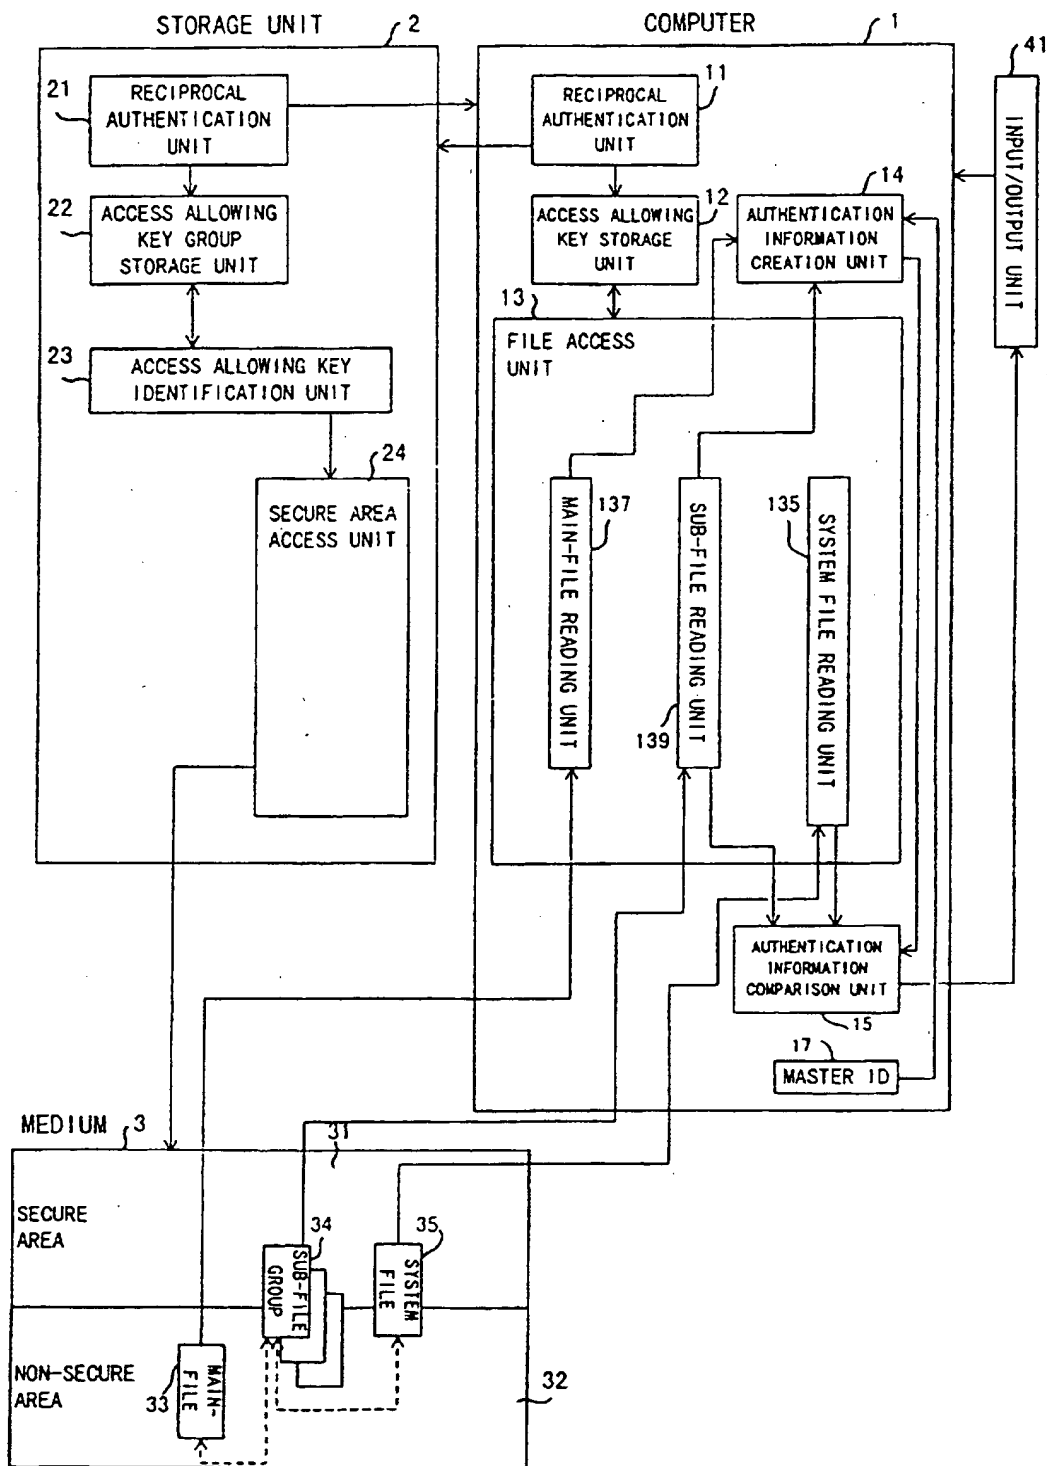 STORAGE UNIT
2
COMPUTER
1
41
INPUT/OUTPUT UNIT
21
RECIPROCAL
AUTHENTICATION
UNIT
11
RECIPROCAL
AUTHENTICATION
UNIT
22
ACCESS ALLOWING
KEY GROUP
STORAGE UNIT
12
ACCESS ALLOWING
KEY STORAGE
UNIT
14
AUTHENTICATION
INFORMATION
CREATION UNIT
13
FILE ACCESS
UNIT
23
ACCESS ALLOWING KEY
IDENTIFICATION UNIT
24
SECURE AREA
ACCESS UNIT
137
MAIN-FILE READING UNIT
139
SUB-FILE READING UNIT
135
SYSTEM FILE READING UNIT
AUTHENTICATION
INFORMATION
COMPARISON UNIT
15
17
MASTER ID
MEDIUM
3
31
SECURE
AREA
34
SUB-FILE
GROUP
35
SYSTEM
FILE
NON-SECURE
AREA
33
MAIN-
FILE
32